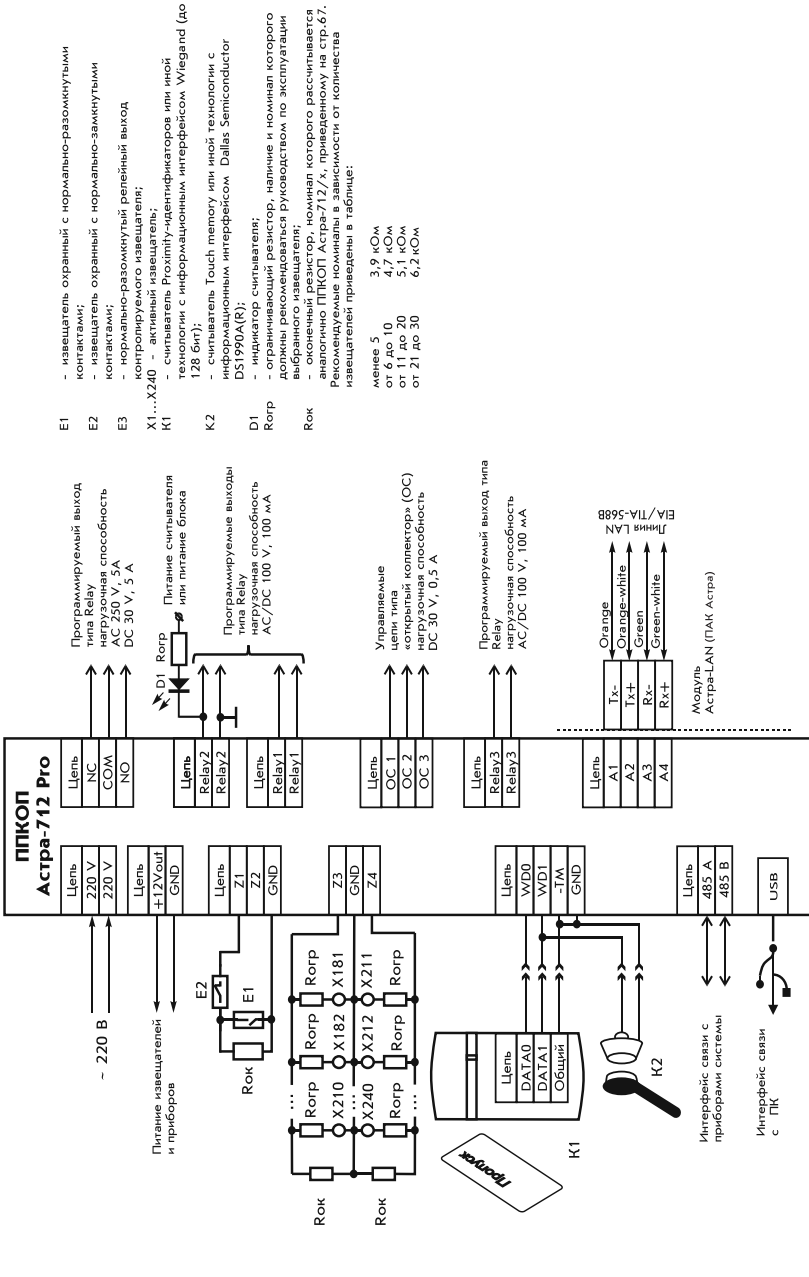 ППКОП
Астра-712 Pro
~ 220 В
Питание извещателей
и приборов
E2
E1
Rок
Rок
Rогр
X210
X240
Rогр
...
...
Rогр
X182
X212
Rогр
Rогр
X181
X211
Rогр
Rок
Пропуск
K1
Цепь
DATA0
DATA1
Общий
K2
Интерфейс связи с
приборами системы
Интерфейс связи
с ПК
Цепь
220 V
220 V
Цепь
+12Vout
GND
Цепь
Z1
Z2
GND
Z3
GND
Z4
Цепь
WD0
WD1
-TM
GND
Цепь
485 A
485 B
USB
Цепь
NC
COM
NO
Цепь
Relay2
Relay2
Цепь
Relay1
Relay1
Цепь
OC 1
OC 2
OC 3
Цепь
Relay3
Relay3
Цепь
A1
A2
A3
A4
Tx-
Tx+
Rx-
Rx+
Программируемый выход
типа Relay
нагрузочная способность
AC 250 V, 5A
DC 30 V, 5 A
D1
Rогр
Питание считывателя
или питание блока
Программируемые выходы
типа Relay
нагрузочная способность
AC/DC 100 V, 100 мА
Управляемые
цепи типа
«открытый коллектор» (ОС)
нагрузочная способность
DC 30 V, 0,5 A
Программируемый выход типа
Relay
нагрузочная способность
AC/DC 100 V, 100 мА
Orange
Orange-white
Green
Green-white
Линия LAN
EIA/TIA-568B
Модуль
Астра-LAN (ПАК Астра)
E1 - извещатель охранный с нормально-разомкнутыми
контактами;
E2 - извещатель охранный с нормально-замкнутыми
контактами;
E3 - нормально-разомкнутый релейный выход
контролируемого извещателя;
X1...X240 - активный извещатель;
K1 - считыватель Proximity-идентификаторов или иной
технологии с информационным интерфейсом Wiegand (до
128 бит);
K2 - считыватель Touch memory или иной технологии с
информационным интерфейсом Dallas Semiconductor
DS1990A(R);
D1 - индикатор считывателя;
Rогр - ограничивающий резистор, наличие и номинал которого
должны рекомендоваться руководством по эксплуатации
выбранного извещателя;
Rок - оконечный резистор, номинал которого рассчитывается
аналогично ППКОП Астра-712/x, приведенному на стр.67.
Рекомендуемые номиналы в зависимости от количества
извещателей приведены в таблице:
менее 5 3,9 кОм
от 6 до 10 4,7 кОм
от 11 до 20 5,1 кОм
от 21 до 30 6,2 кОм